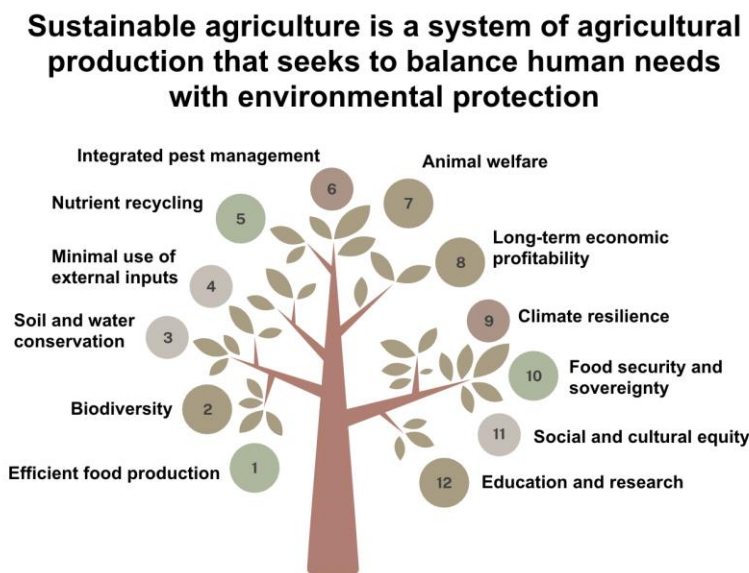 Sustainable agriculture is a system of agricultural
production that seeks to balance human needs
with environmental protection
Integrated pest management
6
Animal welfare
7
Nutrient recycling
5
Long-term economic
profitability
8
Minimal use of
external inputs
4
Climate resilience
9
Soil and water
conservation
3
Food security and
sovereignty
10
Biodiversity
2
Social and cultural equity
11
Efficient food production
1
Education and research
12